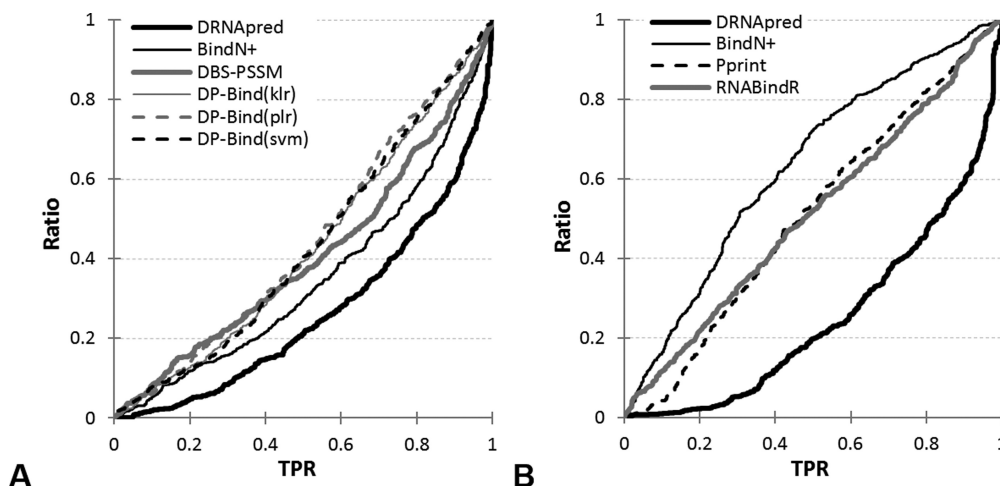 DRNApred
BindN+
DBS-PSSM
DP-Bind(klr)
DP-Bind(plr)
DP-Bind(svm)
1
0.8
0.6
0.4
0.2
0
Ratio
0 0.2 0.4 0.6 0.8 1
TPR
A
DRNApred
BindN+
Pprint
RNABindR
1
0.8
0.6
0.4
0.2
0
Ratio
0 0.2 0.4 0.6 0.8 1
TPR
B